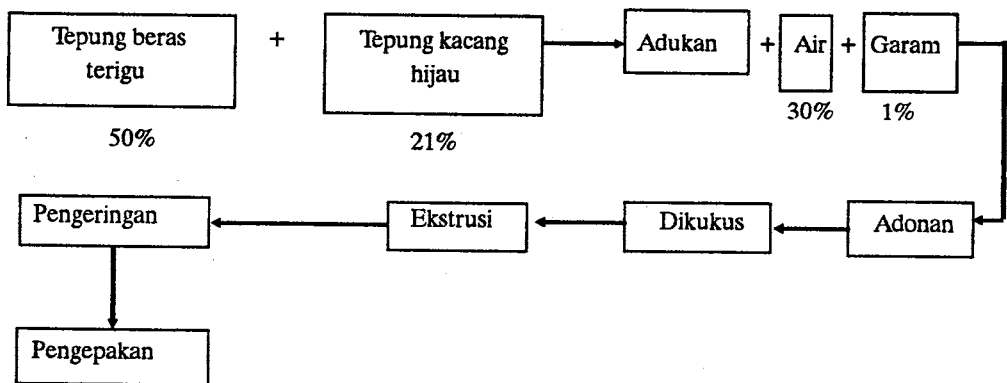 Tepung beras
terigu
+
Tepung kacang
hijau
Adukan
+
Air
+
Garam
50%
21%
30%
1%
Pengeringan
Ekstrusi
Dikukus
Adonan
Pengepakan